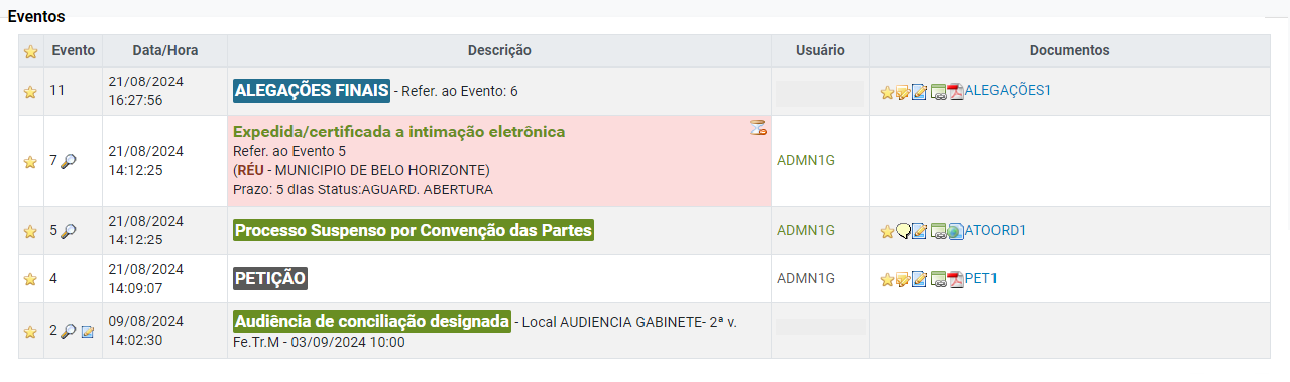 Eventos
Evento Data/Hora Descrição Usuário Documentos
11 21/08/2024 16:27:56 ALEGAÇÕES FINAIS - Refer. ao Evento: 6 ALEGAÇÕES1
7 21/08/2024 14:12:25 Expedida/certificada a intimação eletrônica
Refer. ao Evento 5
(RÉU - MUNICIPIO DE BELO HORIZONTE)
Prazo: 5 dias Status:AGUARD. ABERTURA
ADMN1G
5 21/08/2024 14:12:25 Processo Suspenso por Convenção das Partes ADMN1G ATOORD1
4 21/08/2024 14:09:07 PETIÇÃO ADMN1G PET1
2 09/08/2024 14:02:30 Audiência de conciliação designada - Local AUDIENCIA GABINETE- 2ª v.
Fe.Tr.M - 03/09/2024 10:00